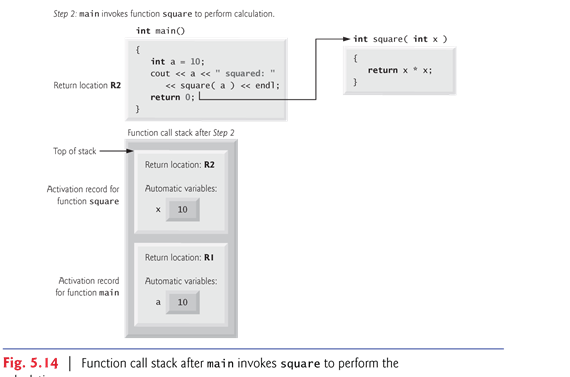 Step 2: main invokes function square to perform calculation.
int main()
{
int a = 10;
cout << a << " squared: "
<< square( a ) << endl;
return 0;
}
Return location R2
int square( int x )
{
return x * x;
}
Function call stack after Step 2
Top of stack
Return location: R2
Automatic variables:
x 10
Activation record for
function square
Return location: R1
Automatic variables:
a 10
Activation record
for function main
Fig. 5.14 | Function call stack after main invokes square to perform the